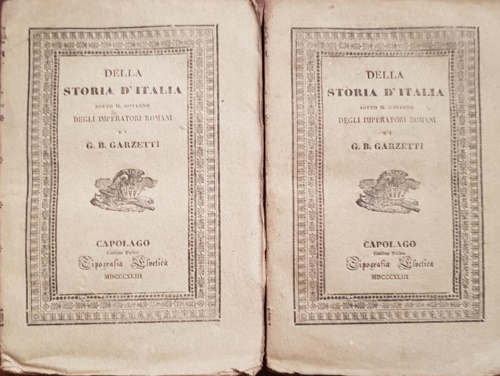 DELLA
STORIA D'ITALIA
SOTTO IL GOVERNO
DEGLI IMPERATORI ROMANI
DI
G. B. GARZETTI
CAPOLAGO
Cantone Ticino
Tipografia Elvetica
MDCCCXLIII
DELLA
STORIA D'ITALIA
SOTTO IL GOVERNO
DEGLI IMPERATORI ROMANI
DI
G. B. GARZETTI
CAPOLAGO
Cantone Ticino
Tipografia Elvetica
MDCCCXLIII